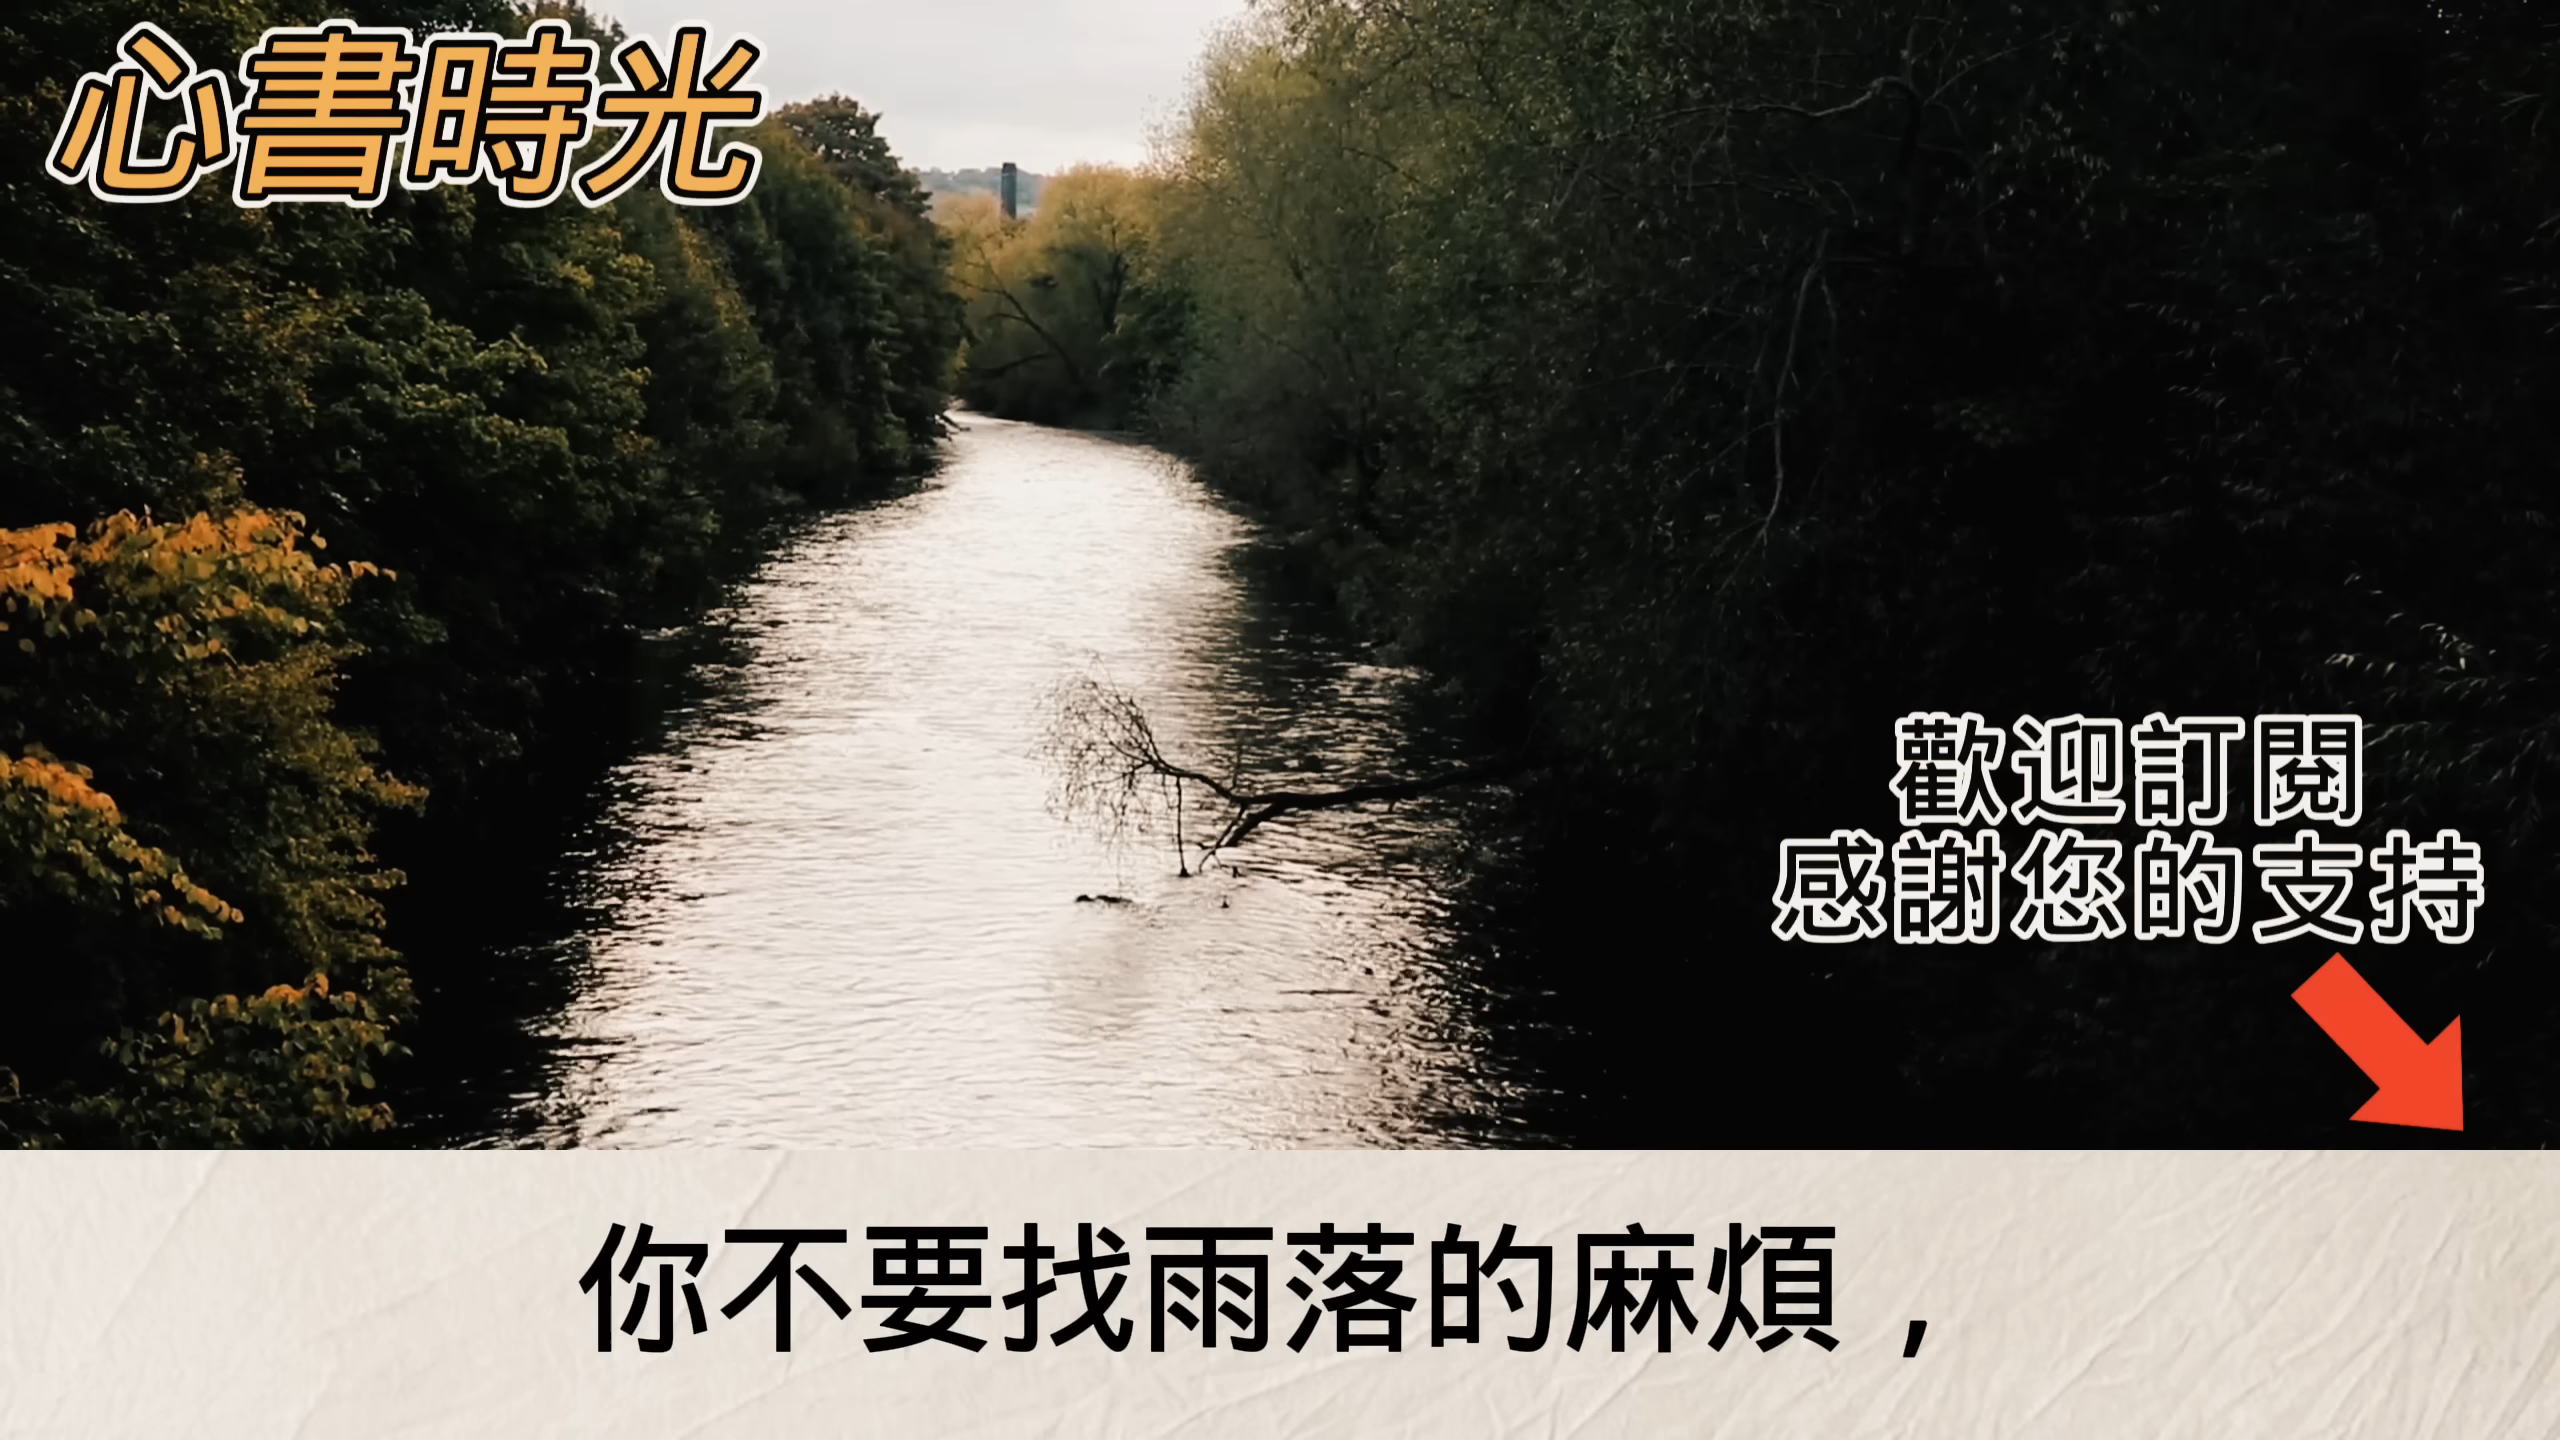 心書時光
歡迎訂閱
感謝您的支持
你不要找雨落的麻煩，